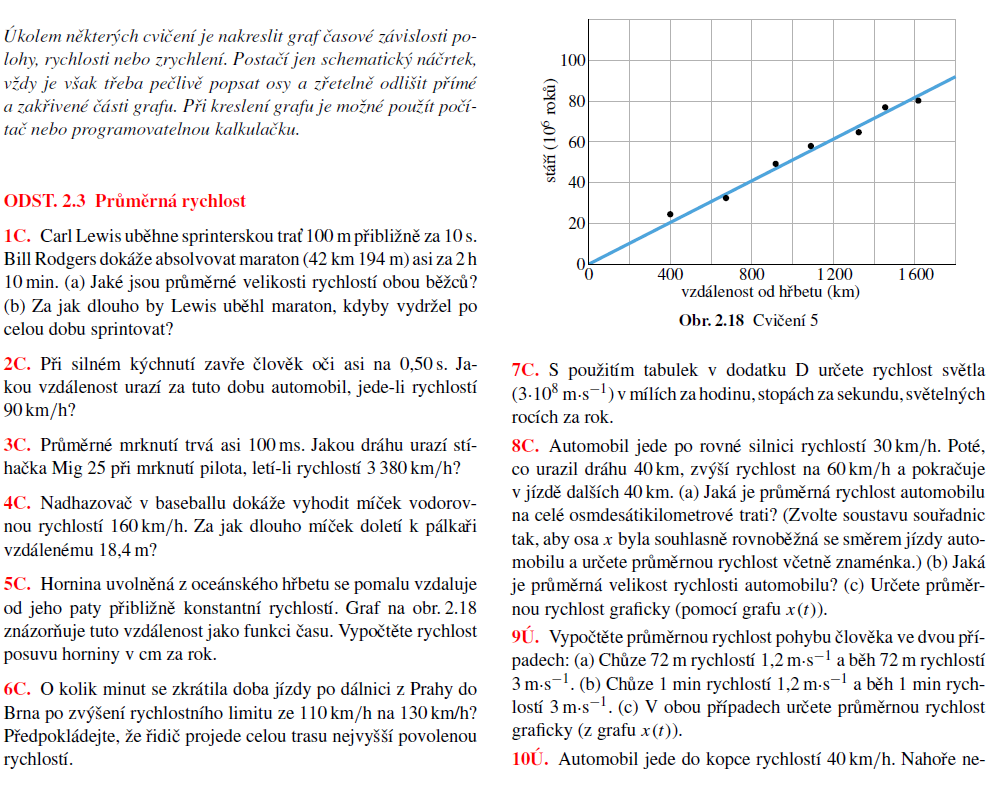 Úkolem některých cvičení je nakreslit graf časové závislosti po-
lohy, rychlosti nebo zrychlení. Postačí jen schematický náčrtek,
vždy je však třeba pečlivě popsat osy a zřetelně odlišit přímé
a zakřivené části grafu. Při kreslení grafu je možné použít počí-
tač nebo programovatelnou kalkulačku.
ODST. 2.3 Průměrná rychlost
1C. Carl Lewis uběhne sprinterskou trať 100 m přibližně za 10 s.
Bill Rodgers dokáže absolvovat maraton (42 km 194 m) asi za 2 h
10 min. (a) Jaké jsou průměrné velikosti rychlostí obou běžců?
(b) Za jak dlouho by Lewis uběhl maraton, kdyby vydržel po
celou dobu sprintovat?
2C. Při silném kýchnutí zavře člověk oči asi na 0,50 s. Ja-
kou vzdálenost urazí za tuto dobu automobil, jede-li rychlostí
90 km/h?
3C. Průměrné mrknutí trvá asi 100 ms. Jakou dráhu urazí stí-
hačka Mig 25 při mrknutí pilota, letí-li rychlostí 3 380 km/h?
4C. Nadhazovač v baseballu dokáže vyhodit míček vodorov-
nou rychlostí 160 km/h. Za jak dlouho míček doletí k pálkaři
vzdálenému 18,4 m?
5C. Hornina uvolněná z oceánského hřbetu se pomalu vzdaluje
od jeho paty přibližně konstantní rychlostí. Graf na obr. 2.18
znázorňuje tuto vzdálenost jako funkci času. Vypočtěte rychlost
posuvu horniny v cm za rok.
6C. O kolik minut se zkrátila doba jízdy po dálnici z Prahy do
Brna po zvýšení rychlostního limitu ze 110 km/h na 130 km/h?
Předpokládejte, že řidič projede celou trasu nejvyšší povolenou
rychlostí.
stáří (10⁶ roků)
100
80
60
40
20
0
0 400 800 1 200 1 600
vzdálenost od hřbetu (km)
Obr. 2.18 Cvičení 5
7C. S použitím tabulek v dodatku D určete rychlost světla
(3·10⁸ m·s⁻¹) v mílích za hodinu, stopách za sekundu, světelných
rocích za rok.
8C. Automobil jede po rovné silnici rychlostí 30 km/h. Poté,
co urazil dráhu 40 km, zvýší rychlost na 60 km/h a pokračuje
v jízdě dalších 40 km. (a) Jaká je průměrná rychlost automobilu
na celé osmdesátikilometrové trati? (Zvolte soustavu souřadnic
tak, aby osa x byla souhlasně rovnoběžná se směrem jízdy auto-
mobilu a určete průměrnou rychlost včetně znaménka.) (b) Jaká
je průměrná velikost rychlosti automobilu? (c) Určete průměr-
nou rychlost graficky (pomocí grafu x(t)).
9Ú. Vypočtěte průměrnou rychlost pohybu člověka ve dvou pří-
padech: (a) Chůze 72 m rychlostí 1,2 m·s⁻¹ a běh 72 m rychlostí
3 m·s⁻¹. (b) Chůze 1 min rychlostí 1,2 m·s⁻¹ a běh 1 min rych-
lostí 3 m·s⁻¹. (c) V obou případech určete průměrnou rychlost
graficky (z grafu x(t)).
10Ú. Automobil jede do kopce rychlostí 40 km/h. Nahoře ne-